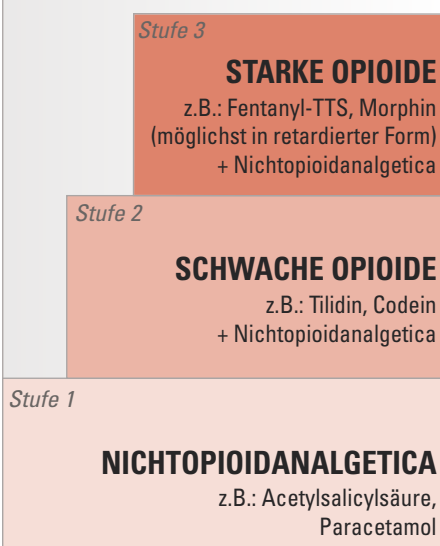 Stufe 3
STARKE OPIOIDE
z.B.: Fentanyl-TTS, Morphin
(möglichst in retardierter Form)
+ Nichtopioidanalgetica
Stufe 2
SCHWACHE OPIOIDE
z.B.: Tilidin, Codein
+ Nichtopioidanalgetica
Stufe 1
NICHTOPIOIDANALGETICA
z.B.: Acetylsalicylsäure,
Paracetamol